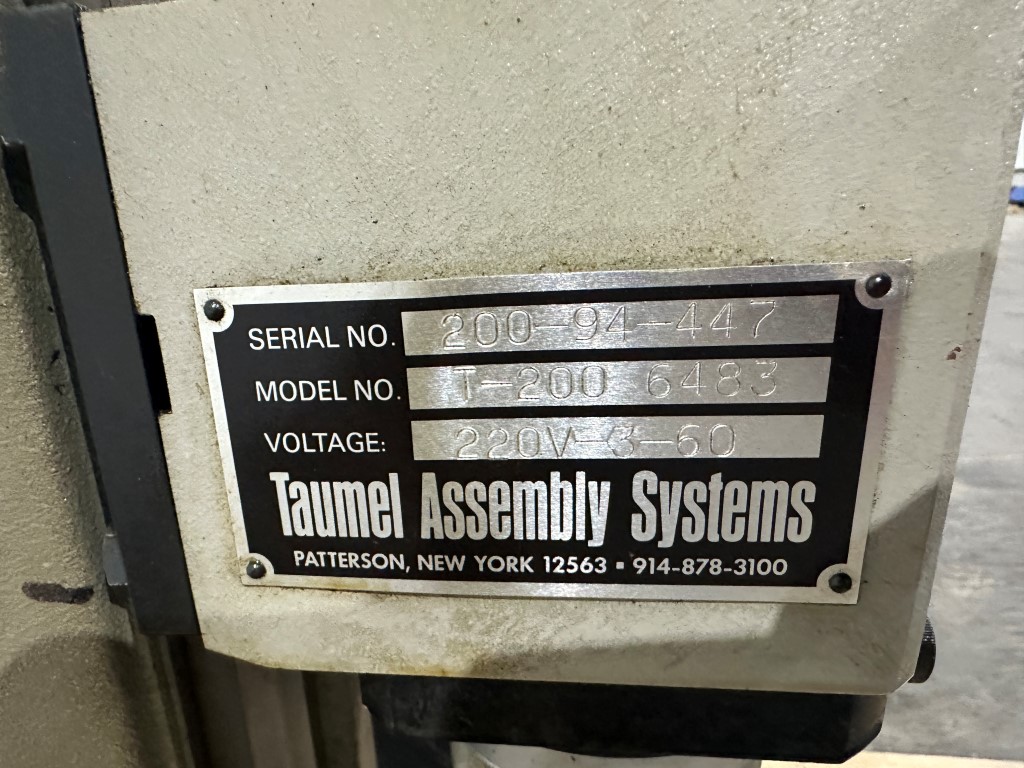 SERIAL NO. 200-94-447
MODEL NO. T-200 6483
VOLTAGE: 220V-3-60
Taumel Assembly Systems
PATTERSON, NEW YORK 12563 ▪ 914-878-3100